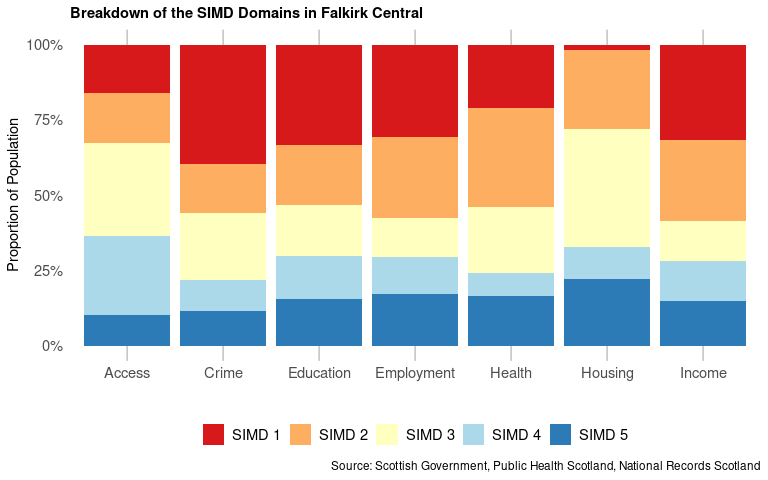 Breakdown of the SIMD Domains in Falkirk Central
Proportion of Population
100%
75%
50%
25%
0%
Access Crime Education Employment Health Housing Income
SIMD 1 SIMD 2 SIMD 3 SIMD 4 SIMD 5
Source: Scottish Government, Public Health Scotland, National Records Scotland